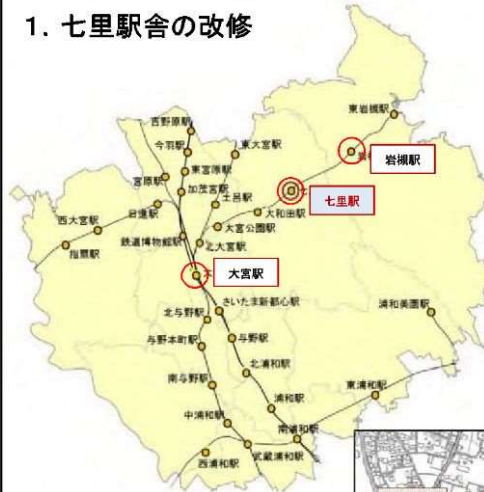 1. 七里駅舎の改修
東岩槻駅
吉野原駅
今羽駅
東大宮駅
岩槻駅
東宮原駅
宮原駅
加茂宮駅
土呂駅
七里駅
大和田駅
西大宮駅
日進駅
大宮公園駅
指扇駅
鉄道博物館駅
北大宮駅
大宮駅
さいたま新都心駅
浦和美園駅
北与野駅
与野本町駅
与野駅
北浦和駅
南与野駅
東浦和駅
浦和駅
中浦和駅
南浦和駅
西浦和駅
武蔵浦和駅